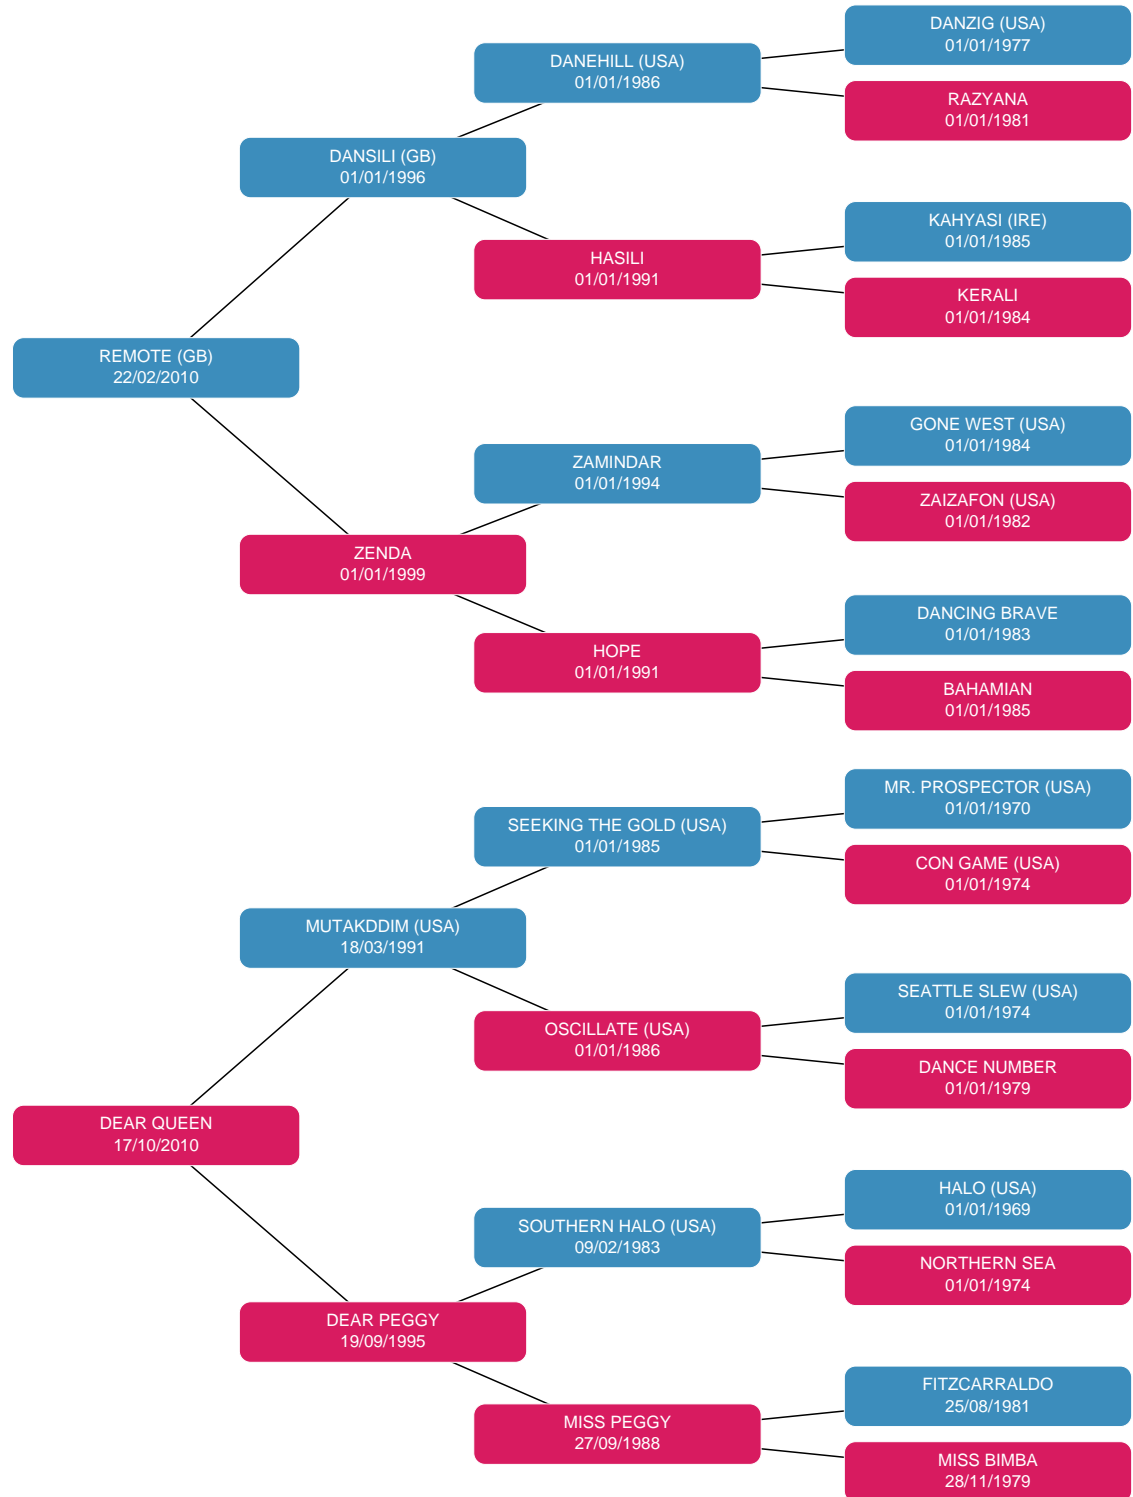 DANZIG (USA)
01/01/1977
DANEHILL (USA)
01/01/1986
RAZYANA
01/01/1981
DANSILI (GB)
01/01/1996
KAHYASI (IRE)
01/01/1985
HASILI
01/01/1991
KERALI
01/01/1984
REMOTE (GB)
22/02/2010
GONE WEST (USA)
01/01/1984
ZAMINDAR
01/01/1994
ZAIZAFON (USA)
01/01/1982
ZENDA
01/01/1999
DANCING BRAVE
01/01/1983
HOPE
01/01/1991
BAHAMIAN
01/01/1985
MR. PROSPECTOR (USA)
01/01/1970
SEEKING THE GOLD (USA)
01/01/1985
CON GAME (USA)
01/01/1974
MUTAKDDIM (USA)
18/03/1991
SEATTLE SLEW (USA)
01/01/1974
OSCILLATE (USA)
01/01/1986
DANCE NUMBER
01/01/1979
DEAR QUEEN
17/10/2010
HALO (USA)
01/01/1969
SOUTHERN HALO (USA)
09/02/1983
NORTHERN SEA
01/01/1974
DEAR PEGGY
19/09/1995
FITZCARRALDO
25/08/1981
MISS PEGGY
27/09/1988
MISS BIMBA
28/11/1979